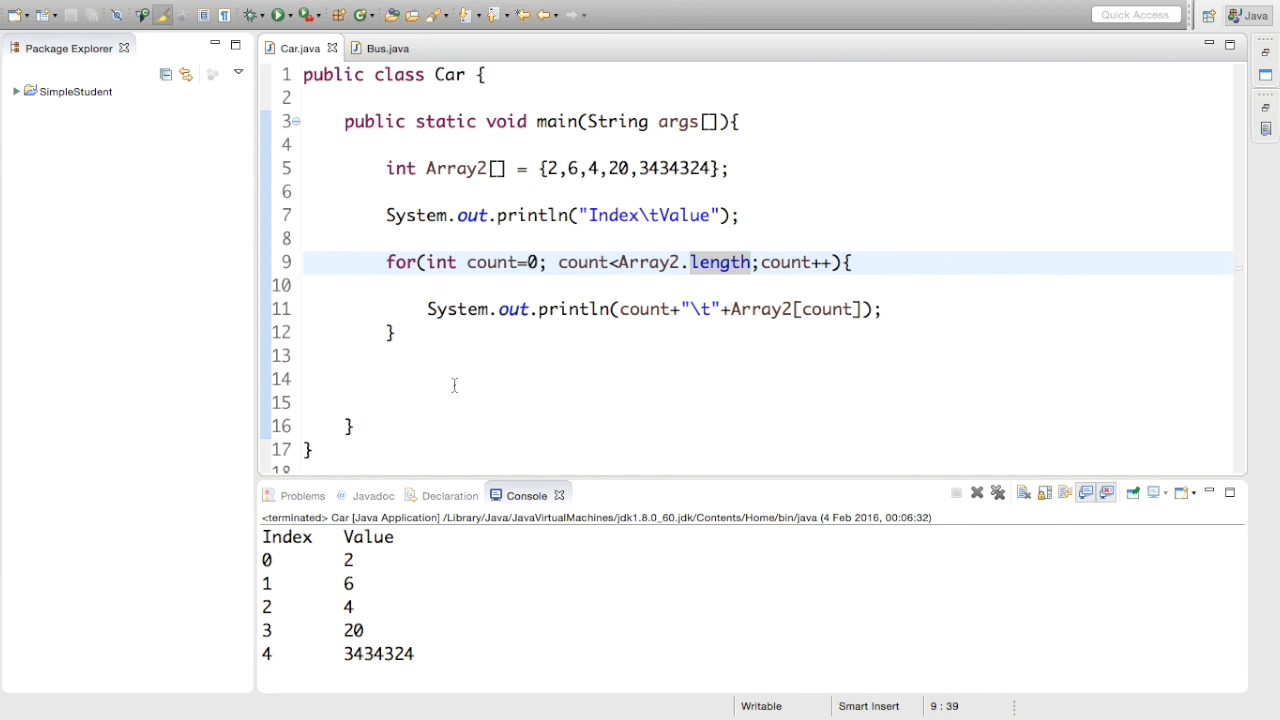 Quick Access
Java
Package Explorer
SimpleStudent
Car.java
Bus.java
1 public class Car {
2
3 public static void main(String args[]){
4
5 int Array2[] = {2,6,4,20,3434324};
6
7 System.out.println("Index\tValue");
8
9 for(int count=0; count<Array2.length;count++){
10
11 System.out.println(count+"\t"+Array2[count]);
12 }
13
14
15
16 }
17 }
18
Problems @ Javadoc Declaration Console
<terminated> Car [Java Application] /Library/Java/JavaVirtualMachines/jdk1.8.0_60.jdk/Contents/Home/bin/java (4 Feb 2016, 00:06:32)
Index Value
0 2
1 6
2 4
3 20
4 3434324
Writable Smart Insert 9 : 39